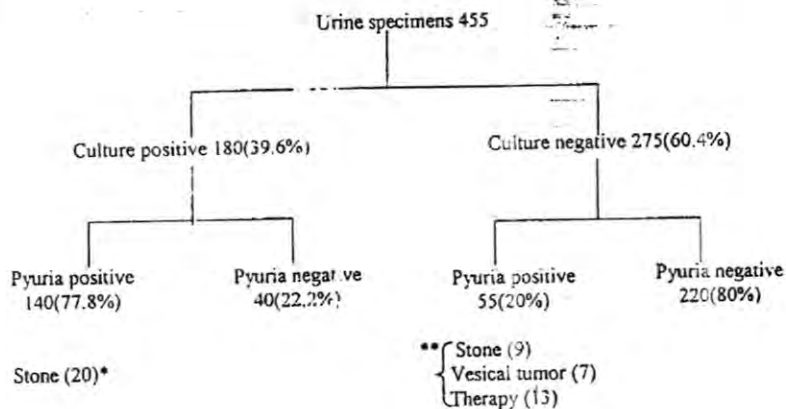 Urine specimens 455
Culture positive 180(39.6%)
Culture negative 275(60.4%)
Pyuria positive
140(77.8%)
Pyuria negative
40(22.2%)
Pyuria positive
55(20%)
Pyuria negative
220(80%)
Stone (20)*
** Stone (9)
Vesical tumor (7)
Therapy (13)